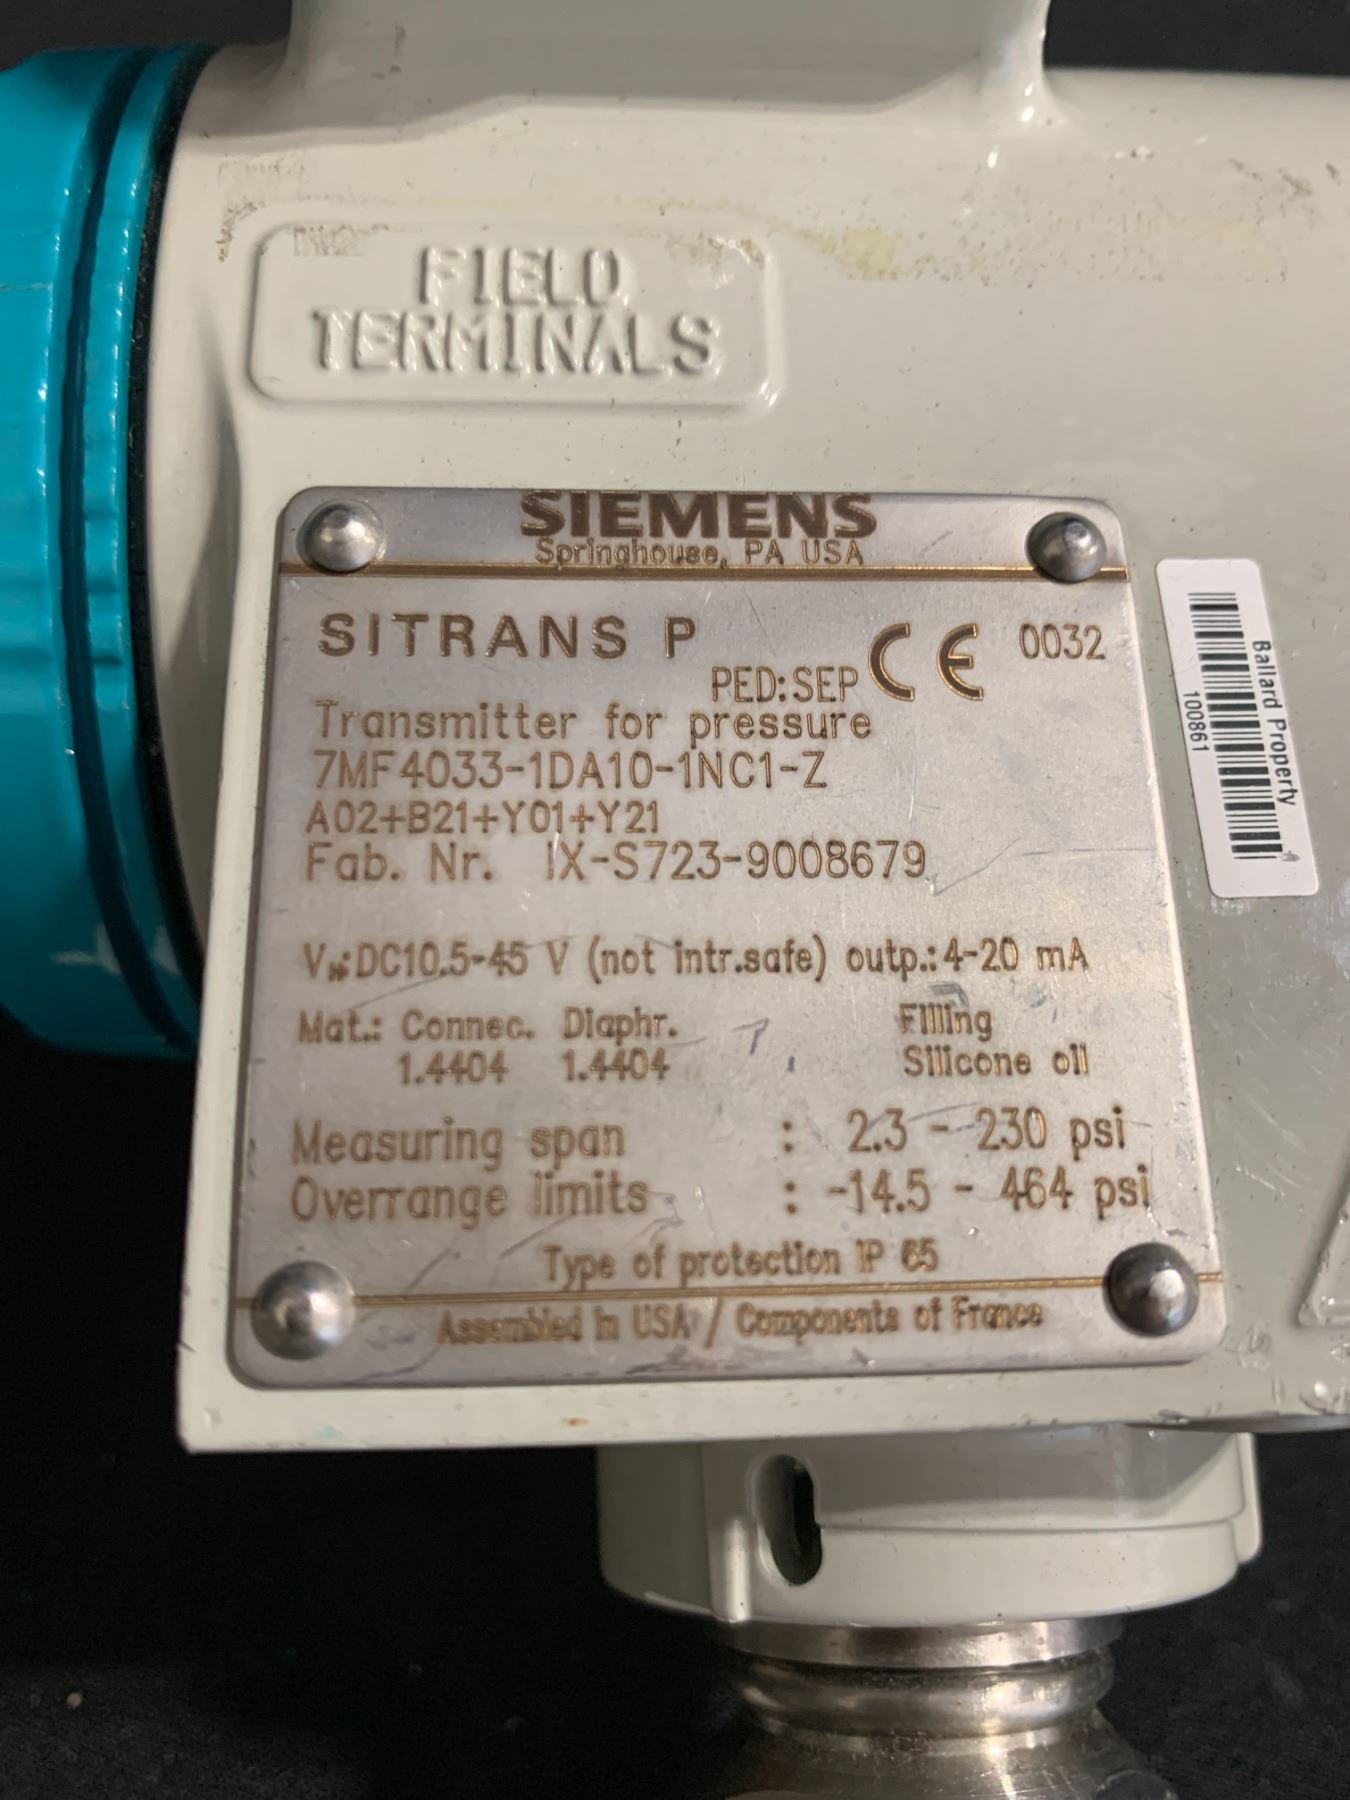 FIELD
TERMINALS
SIEMENS
Springhouse, PA USA
SITRANS P
PED:SEP CE 0032
Transmitter for pressure
7MF4033-1DA10-1NC1-Z
A02+B21+Y01+Y21
Fab. Nr. IX-S723-9008679
V : DC10.5-45 V (not intr.safe) outp.: 4-20 mA
Mat.: Connec. Diaphr. Filling
1.4404 1.4404 Silicone oil
Measuring span : 2.3 - 230 psi
Overrange limits : -14.5 - 464 psi
Type of protection IP 65
Assembled in USA / Components of France
Ballard Property
100861